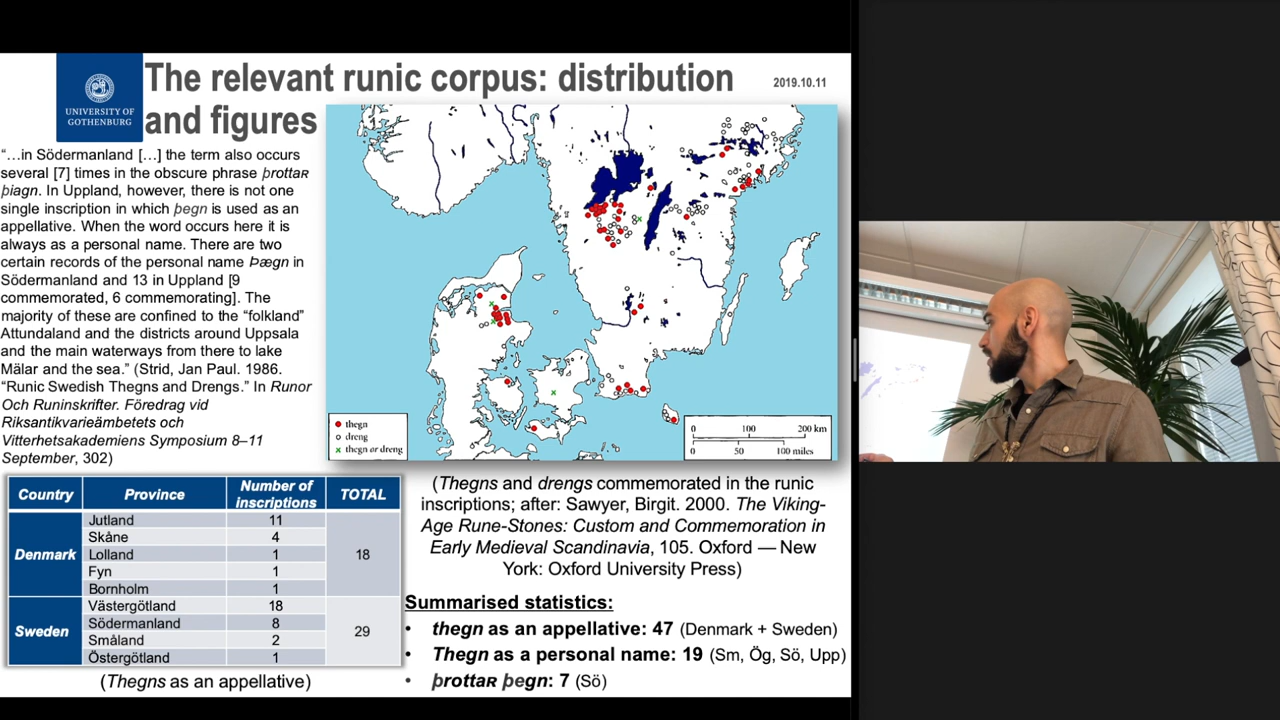 The relevant runic corpus: distribution
and figures
2019.10.11
UNIVERSITY OF
GOTHENBURG
“…in Södermanland […] the term also occurs
several [7] times in the obscure phrase þrottaʀ
þiagn. In Uppland, however, there is not one
single inscription in which þegn is used as an
appellative. When the word occurs here it is
always as a personal name. There are two
certain records of the personal name Þægn in
Södermanland and 13 in Uppland [9
commemorated, 6 commemorating]. The
majority of these are confined to the “folkland”
Attundaland and the districts around Uppsala
and the main waterways from there to lake
Mälar and the sea.” (Strid, Jan Paul. 1986.
“Runic Swedish Thegns and Drengs.” In Runor
Och Runinskrifter. Föredrag vid
Riksantikvarieämbetets och
Vitterhetsakademiens Symposium 8–11
September, 302)
thegn
dreng
thegn or dreng
0 100 200 km
0 50 100 miles
Country Province Number of inscriptions TOTAL
Denmark Jutland 11 18
Skåne 4
Lolland 1
Fyn 1
Bornholm 1
Sweden Västergötland 18 29
Södermanland 8
Småland 2
Östergötland 1
(Thegns as an appellative)
(Thegns and drengs commemorated in the runic
inscriptions; after: Sawyer, Birgit. 2000. The Viking-
Age Rune-Stones: Custom and Commemoration in
Early Medieval Scandinavia, 105. Oxford — New
York: Oxford University Press)
Summarised statistics:
• thegn as an appellative: 47 (Denmark + Sweden)
• Thegn as a personal name: 19 (Sm, Ög, Sö, Upp)
• þrottaʀ þegn: 7 (Sö)